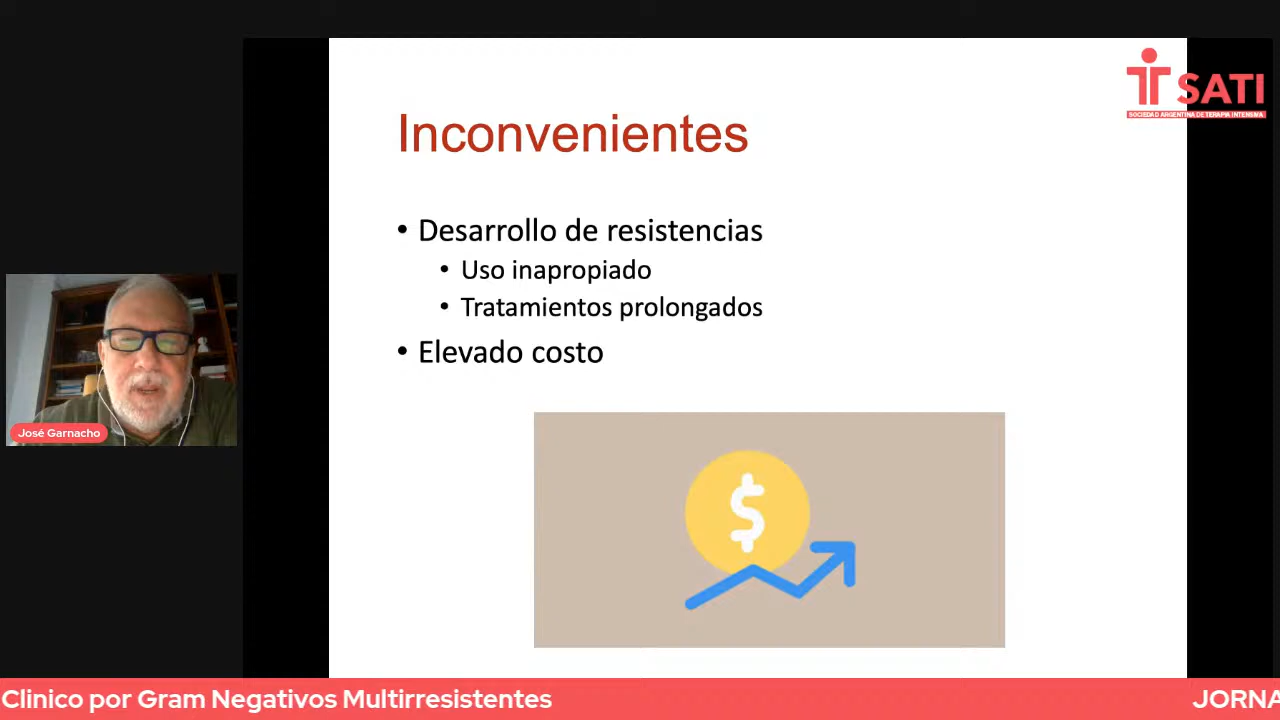 SATI
SOCIEDAD ARGENTINA DE TERAPIA INTENSIVA
Inconvenientes
• Desarrollo de resistencias
• Uso inapropiado
• Tratamientos prolongados
• Elevado costo
$
José Garnacho
Clinico por Gram Negativos Multirresistentes
JORNA